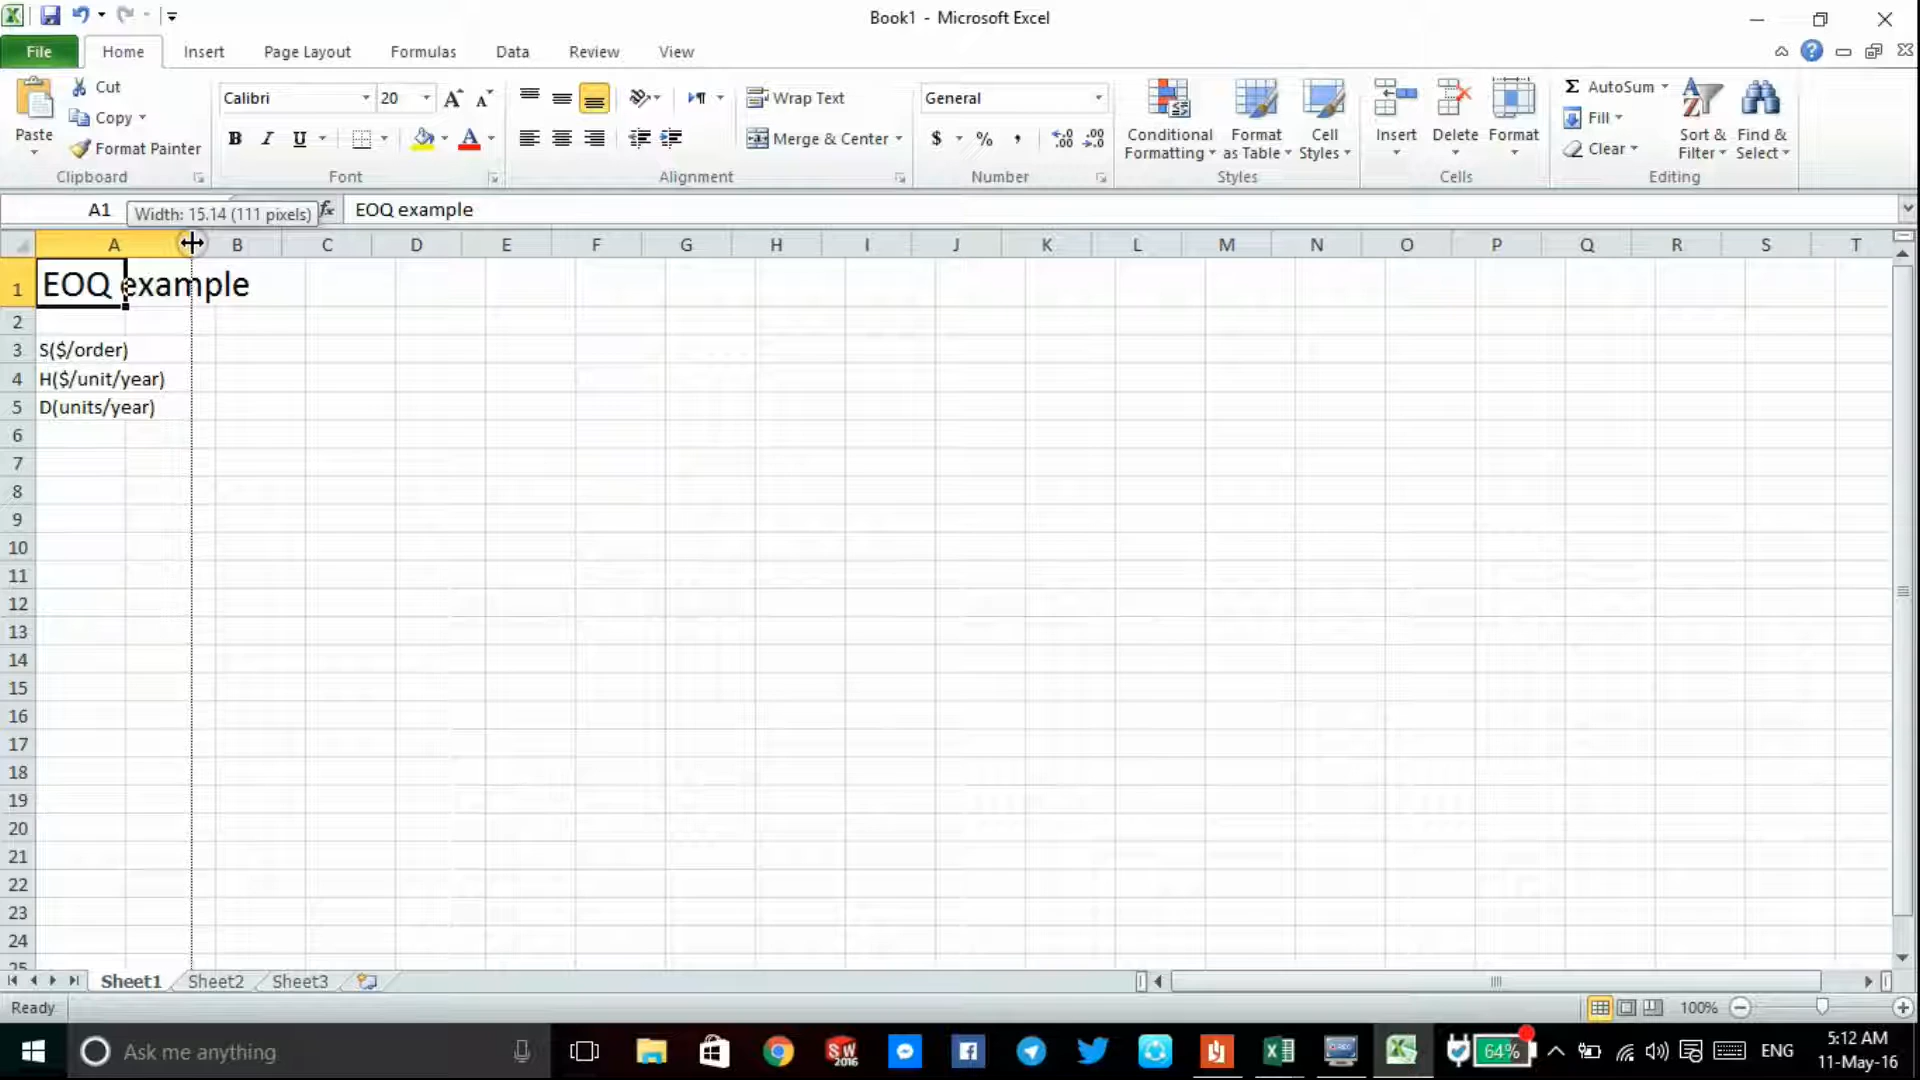 Book1 - Microsoft Excel
File Home Insert Page Layout Formulas Data Review View
Paste
Cut
Copy
Format Painter
Clipboard
Calibri 20
B I U A
Font
Wrap Text
Merge & Center
Alignment
General
$ % ,
Number
Conditional Formatting
Format as Table
Cell Styles
Styles
Insert Delete Format
Cells
Σ AutoSum
Fill
Clear
Sort & Filter
Find & Select
Editing
A1 Width: 15.14 (111 pixels) fx EOQ example
A B C D E F G H I J K L M N O P Q R S T
1 EOQ example
2
3 S($/order)
4 H($/unit/year)
5 D(units/year)
6
7
8
9
10
11
12
13
14
15
16
17
18
19
20
21
22
23
24
25
Sheet1 Sheet2 Sheet3
Ready 100%
Ask me anything SW 2016 64% ENG 5:12 AM
11-May-16